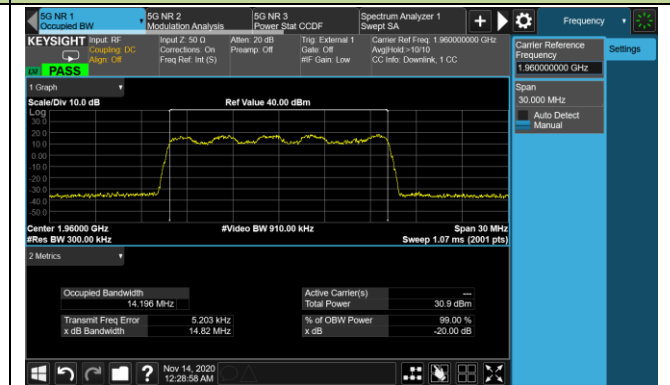 5G NR 1
Occupied BW
5G NR 2
Modulation Analysis
5G NR 3
Power Stat CCDF
Spectrum Analyzer 1
Swept SA
Frequency
KEYSIGHT
Input: RF
Coupling: DC
Align: Off
Input Z: 50 Ω
Corrections: On
Freq Ref: Int (S)
Atten: 20 dB
Preamp: Off
Trig: External 1
Gate: Off
#IF Gain: Low
Carrier Ref Freq: 1.960000000 GHz
Avg|Hold:>10/10
CC Info: Downlink, 1 CC
PASS
Carrier Reference
Frequency
1.960000000 GHz
Settings
Span
30.000 MHz
Auto Detect
Manual
1 Graph
Scale/Div 10.0 dB
Ref Value 40.00 dBm
Log
30.0
20.0
10.0
0.00
-10.0
-20.0
-30.0
-40.0
-50.0
Center 1.96000 GHz
#Video BW 910.00 kHz
Span 30 MHz
#Res BW 300.00 kHz
Sweep 1.07 ms (2001 pts)
2 Metrics
Occupied Bandwidth
14.196 MHz
Active Carrier(s)
—
Total Power
30.9 dBm
Transmit Freq Error
5.203 kHz
x dB Bandwidth
14.82 MHz
% of OBW Power
99.00 %
x dB
-20.00 dB
Nov 14, 2020
12:28:58 AM